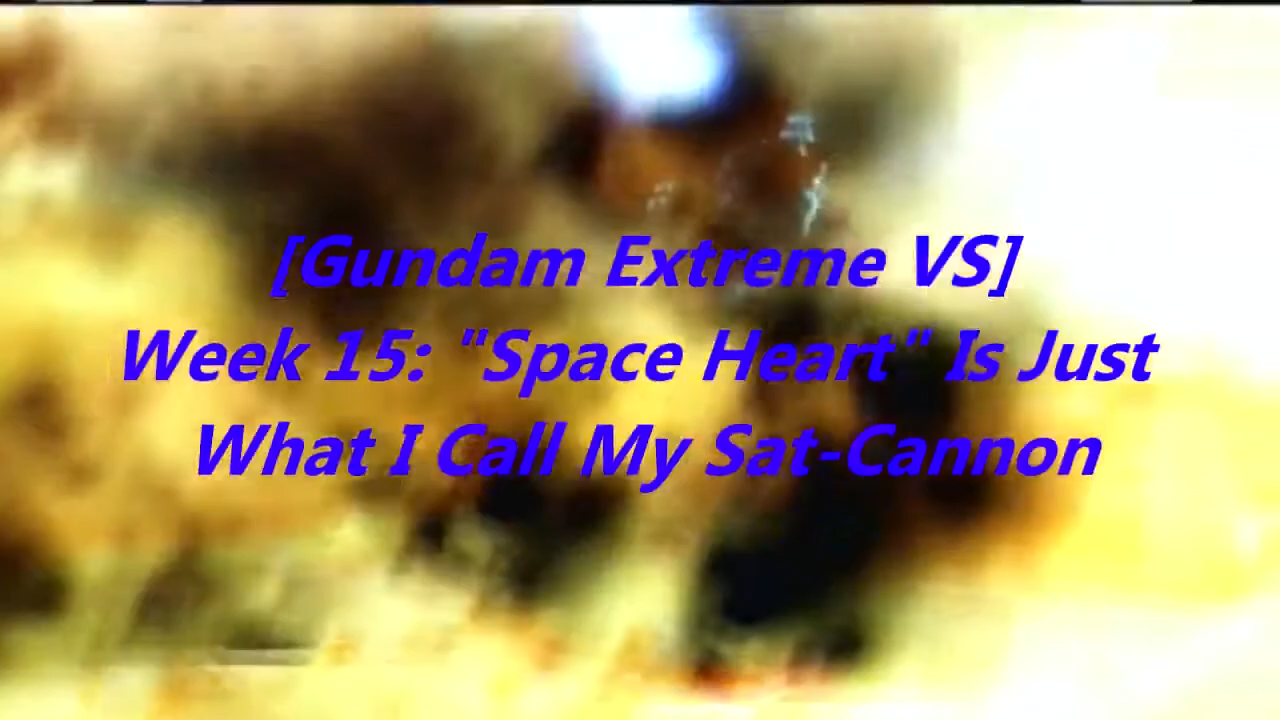 [Gundam Extreme VS]
Week 15: "Space Heart" Is Just
What I Call My Sat-Cannon